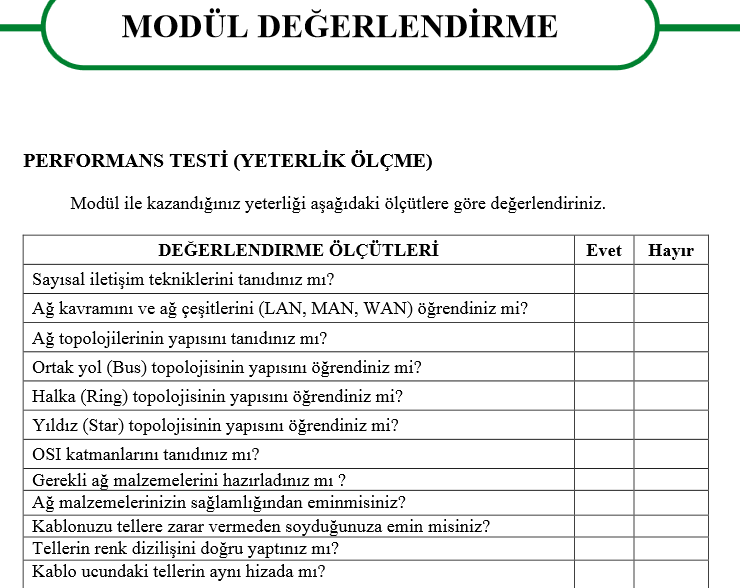 MODÜL DEĞERLENDİRME
PERFORMANS TESTİ (YETERLİK ÖLÇME)
Modül ile kazandığınız yeterliği aşağıdaki ölçütlere göre değerlendiriniz.
DEĞERLENDIRME ÖLÇÜTLERİ Evet Hayır
Sayısal iletişim tekniklerini tanıdınız mı?
Ağ kavramını ve ağ çeşitlerini (LAN, MAN, WAN) öğrendiniz mi?
Ağ topolojilerinin yapısını tanıdınız mı?
Ortak yol (Bus) topolojisinin yapısını öğrendiniz mi?
Halka (Ring) topolojisinin yapısını öğrendiniz mi?
Yıldız (Star) topolojisinin yapısını öğrendiniz mi?
OSI katmanlarını tanıdınız mı?
Gerekli ağ malzemelerini hazırladınız mı ?
Ağ malzemelerinizin sağlamlığından eminmisiniz?
Kablonuzu tellere zarar vermeden soyduğunuza emin misiniz?
Tellerin renk dizilişini doğru yaptınız mı?
Kablo ucundaki tellerin aynı hizada mı?